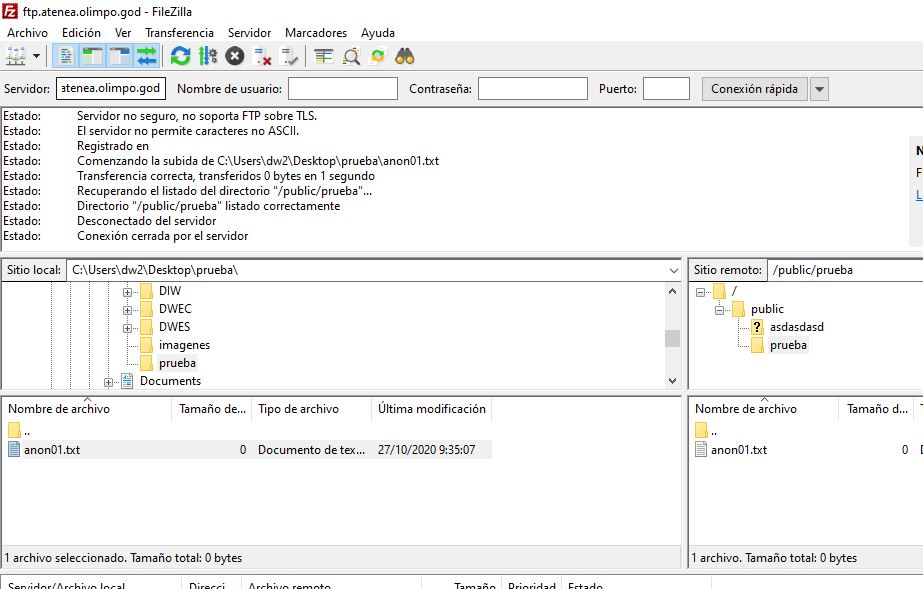 ftp.atenea.olimpo.god - FileZilla
Archivo Edición Ver Transferencia Servidor Marcadores Ayuda
Servidor: atenea.olimpo.god Nombre de usuario: Contraseña: Puerto: Conexión rápida
Estado: Servidor no seguro, no soporta FTP sobre TLS.
Estado: El servidor no permite caracteres no ASCII.
Estado: Registrado en
Estado: Comenzando la subida de C:\Users\dw2\Desktop\prueba\anon01.txt
Estado: Transferencia correcta, transferidos 0 bytes en 1 segundo
Estado: Recuperando el listado del directorio "/public/prueba"...
Estado: Directorio "/public/prueba" listado correctamente
Estado: Desconectado del servidor
Estado: Conexión cerrada por el servidor
Sitio local: C:\Users\dw2\Desktop\prueba\
DIW
DWEC
DWES
imagenes
prueba
Documents
Sitio remoto: /public/prueba
/
public
? asdasdasd
prueba
Nombre de archivo Tamaño de... Tipo de archivo Última modificación
..
anon01.txt 0 Documento de tex... 27/10/2020 9:35:07
1 archivo seleccionado. Tamaño total: 0 bytes
Nombre de archivo Tamaño d...
..
anon01.txt 0
1 archivo. Tamaño total: 0 bytes
Servidor/Archivo local Direcci... Archivo remoto Tamaño Prioridad Estado